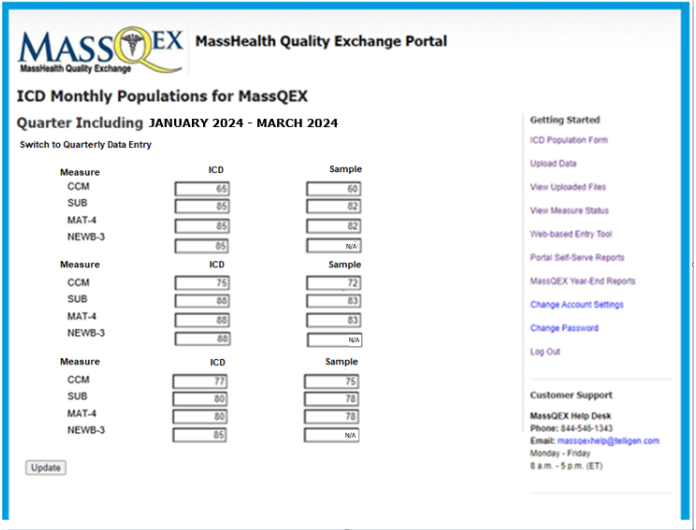 MASSQEX
MassHealth Quality Exchange
MassHealth Quality Exchange Portal
ICD Monthly Populations for MassQEX
Quarter Including JANUARY 2024 - MARCH 2024
Switch to Quarterly Data Entry
Measure ICD Sample
CCM 65 60
SUB 85 82
MAT-4 85 82
NEWB-3 85 N/A
Measure ICD Sample
CCM 75 72
SUB 88 83
MAT-4 88 83
NEWB-3 88 N/A
Measure ICD Sample
CCM 77 75
SUB 80 78
MAT-4 80 78
NEWB-3 85 N/A
Update
Getting Started
ICD Population Form
Upload Data
View Uploaded Files
View Measure Status
Web-based Entry Tool
Portal Self-Serve Reports
MassQEX Year-End Reports
Change Account Settings
Change Password
Log Out
Customer Support
MassQEX Help Desk
Phone: 844-546-1343
Email: massqexhelp@telligen.com
Monday - Friday
8 a.m. - 5 p.m. (ET)